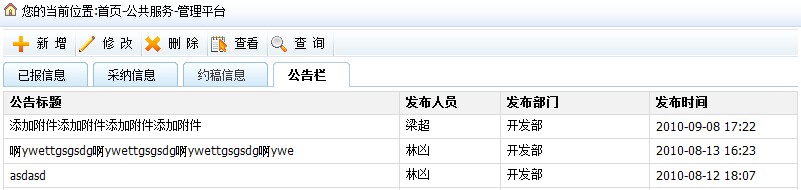 您的当前位置:首页-公共服务-管理平台
新 增 修 改 删 除 查看 查 询
已报信息 采纳信息 约稿信息 公告栏
公告标题 发布人员 发布部门 发布时间
添加附件添加附件添加附件添加附件 梁超 开发部 2010-09-08 17:22
啊ywettgsgsdg啊ywettgsgsdg啊ywettgsgsdg啊ywe 林凶 开发部 2010-08-13 16:23
asdasd 林凶 开发部 2010-08-12 18:07